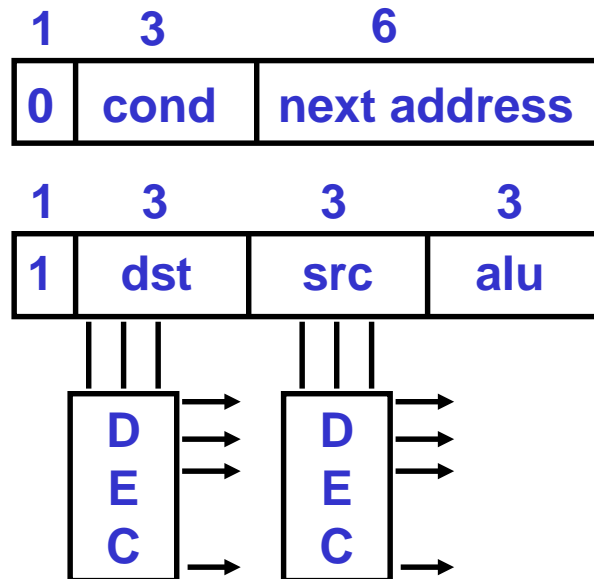 1 3 6
0 cond next address
1 3 3 3
1 dst src alu
D D
E E
C C